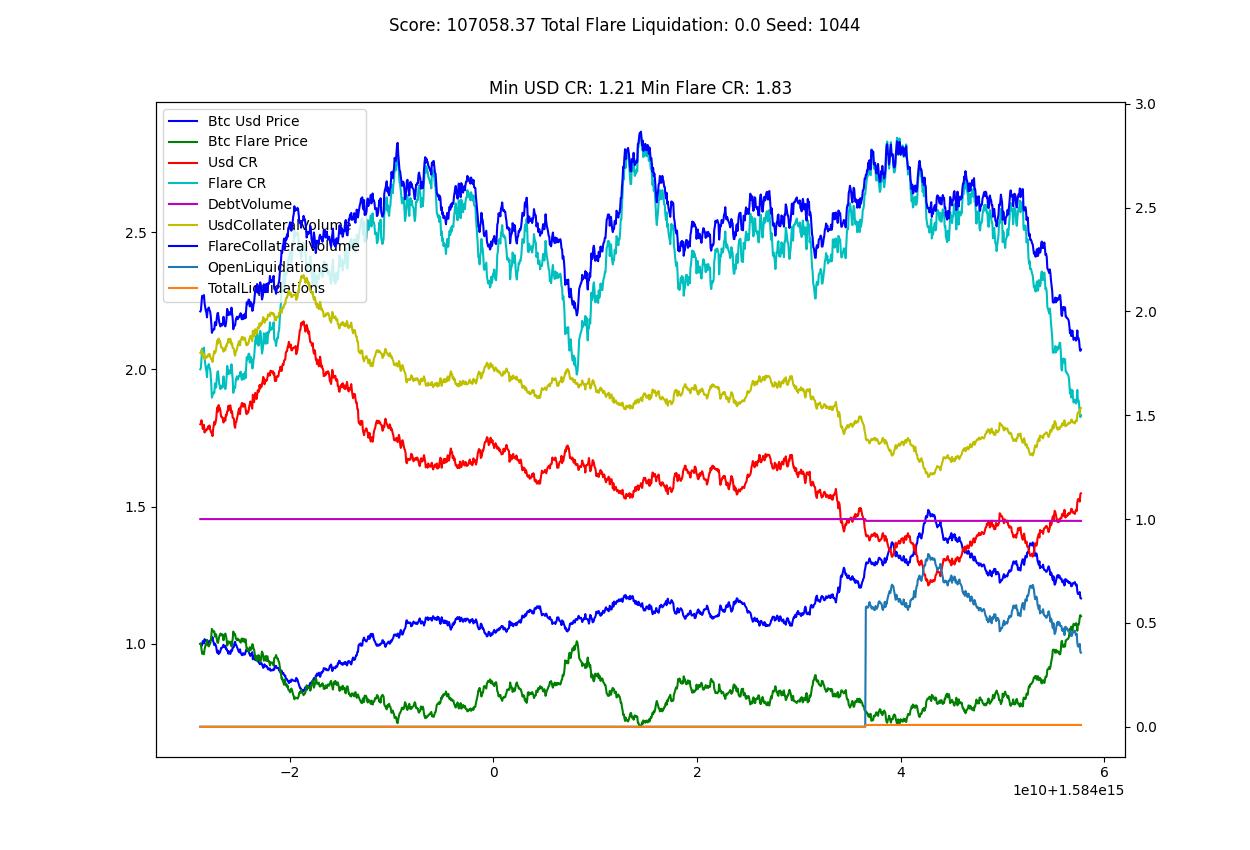 Score: 107058.37 Total Flare Liquidation: 0.0 Seed: 1044
Min USD CR: 1.21 Min Flare CR: 1.83
Btc Usd Price
Btc Flare Price
Usd CR
Flare CR
DebtVolume
UsdCollateralVolume
FlareCollateralVolume
OpenLiquidations
TotalLiquidations
2.5
2.0
1.5
1.0
3.0
2.5
2.0
1.5
1.0
0.5
0.0
−2
0
2
4
6
1e10+1.584e15